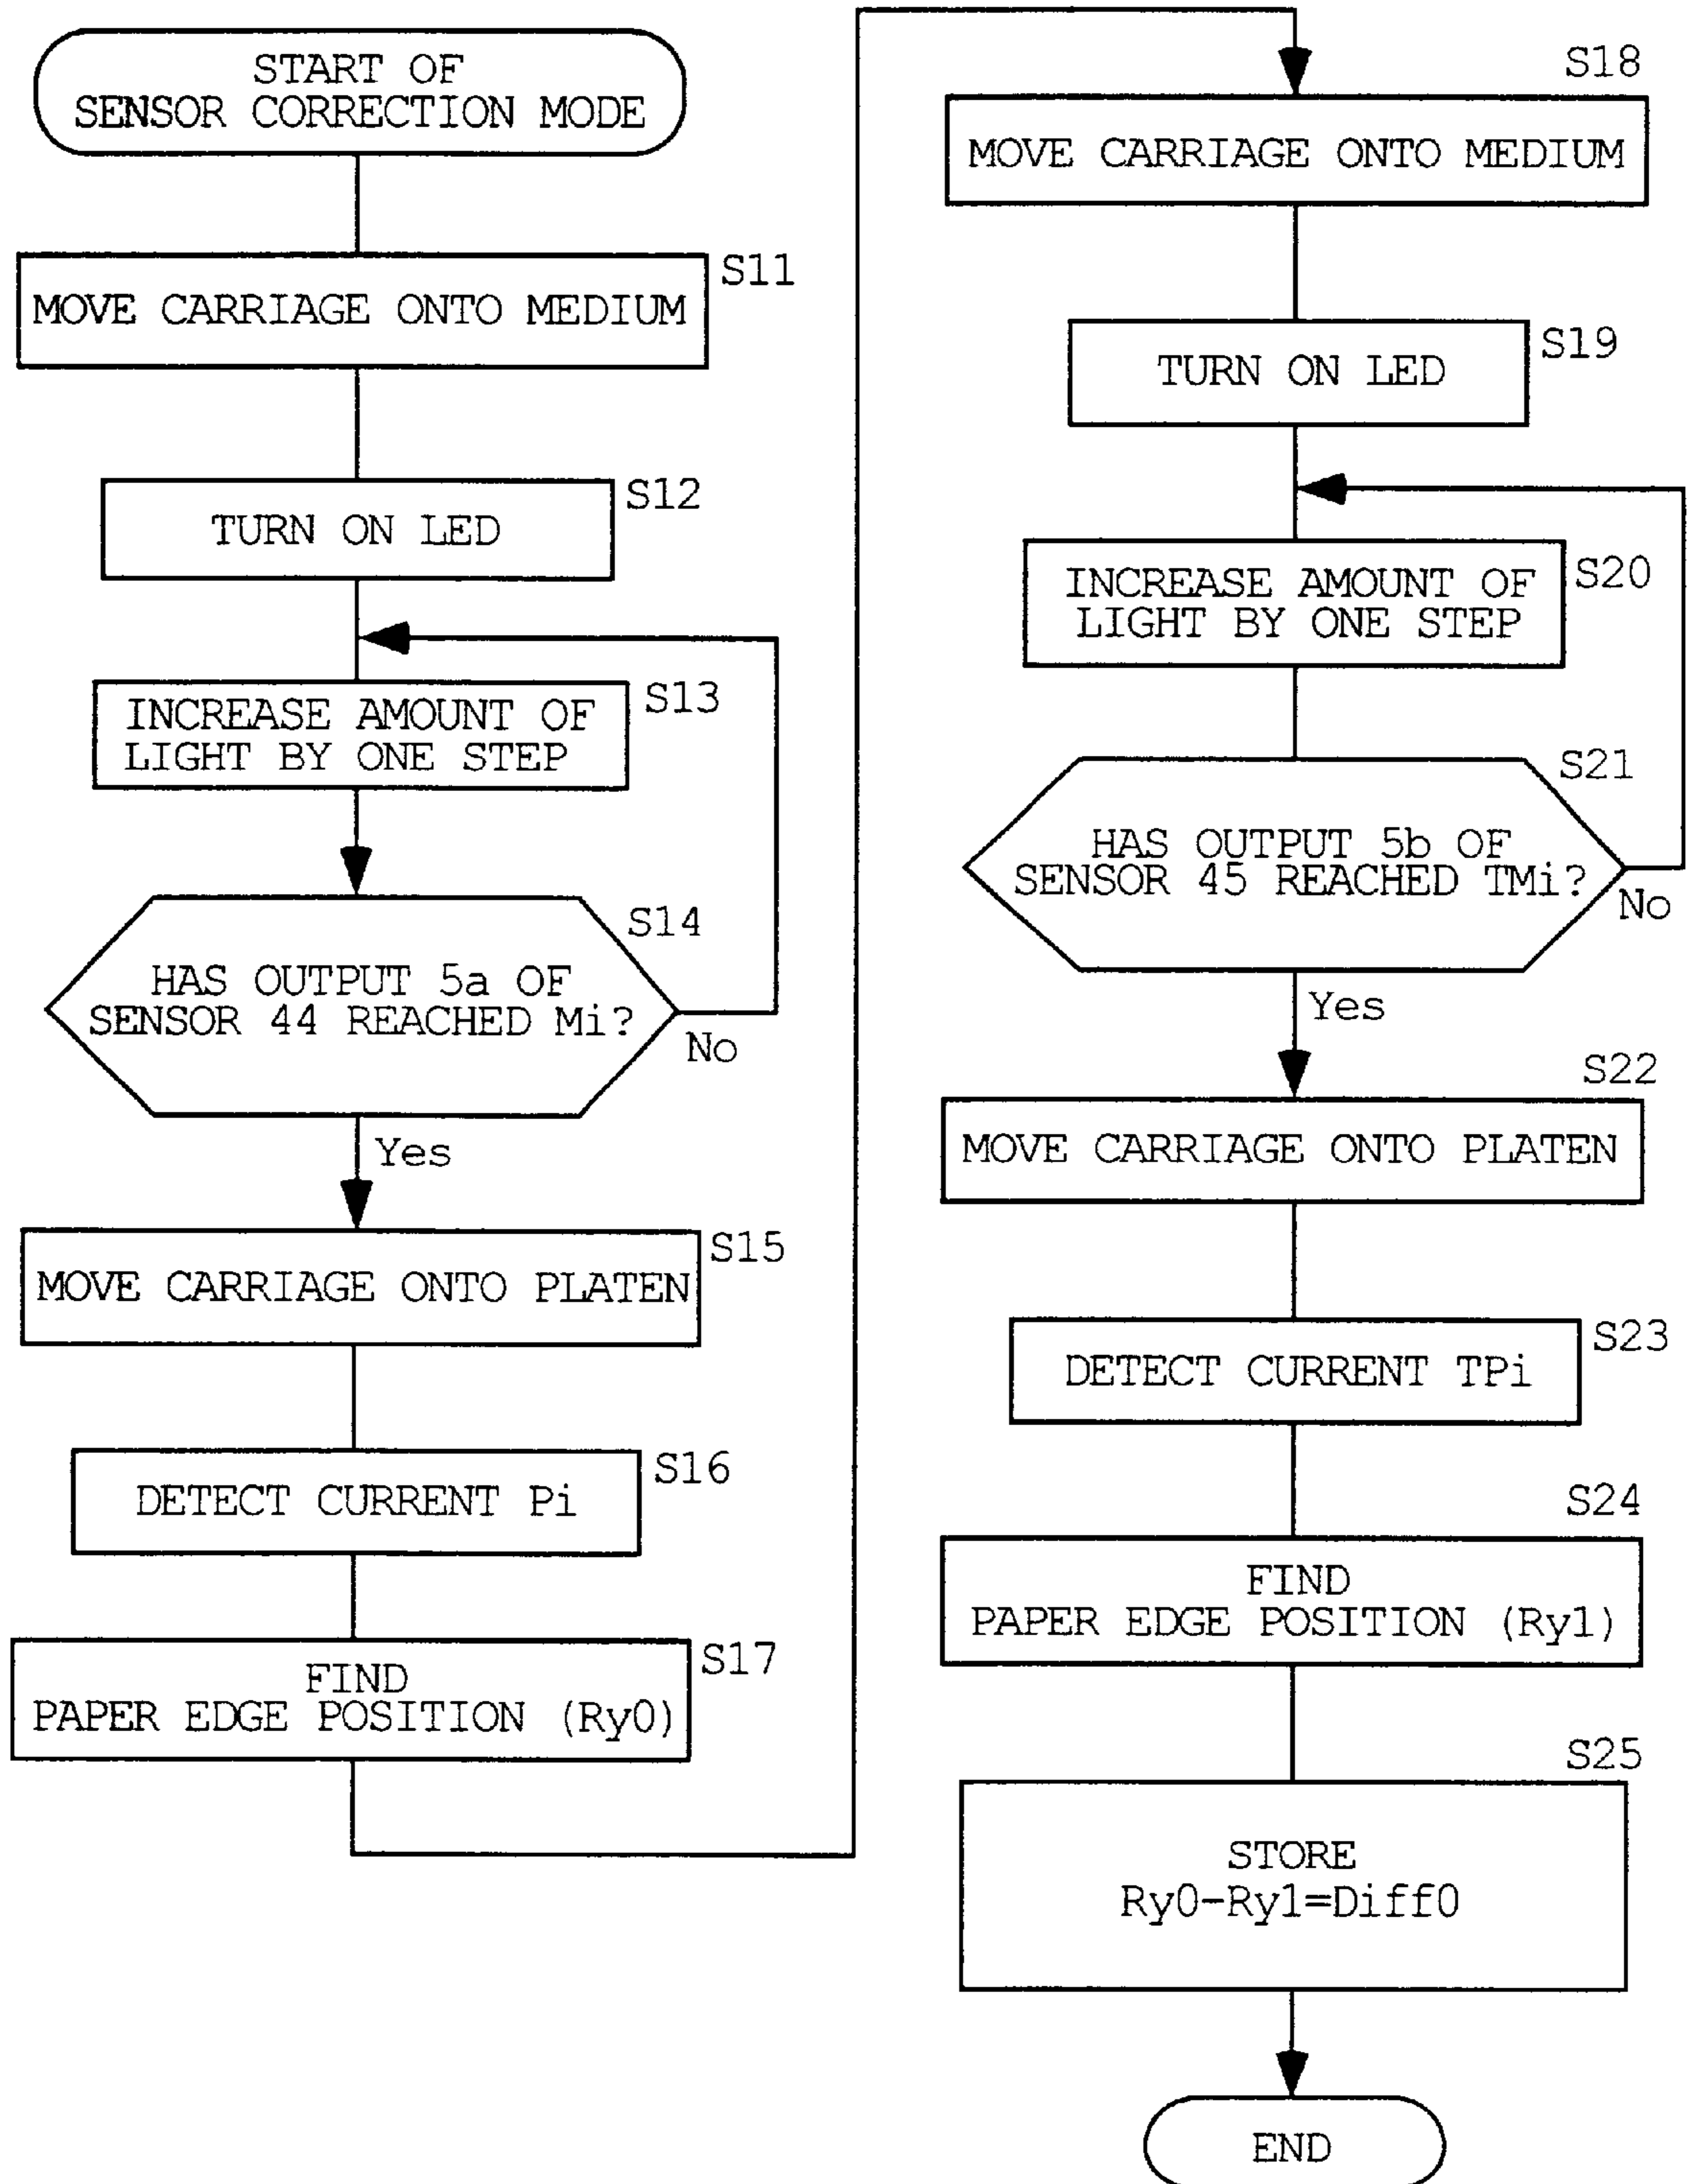 START OF
SENSOR CORRECTION MODE
S11
MOVE CARRIAGE ONTO MEDIUM
S12
TURN ON LED
S13
INCREASE AMOUNT OF
LIGHT BY ONE STEP
S14
HAS OUTPUT 5a OF
SENSOR 44 REACHED Mi?
No
Yes
S15
MOVE CARRIAGE ONTO PLATEN
S16
DETECT CURRENT Pi
S17
FIND
PAPER EDGE POSITION (Ry0)
S18
MOVE CARRIAGE ONTO MEDIUM
S19
TURN ON LED
S20
INCREASE AMOUNT OF
LIGHT BY ONE STEP
S21
HAS OUTPUT 5b OF
SENSOR 45 REACHED TMi?
No
Yes
S22
MOVE CARRIAGE ONTO PLATEN
S23
DETECT CURRENT TPi
S24
FIND
PAPER EDGE POSITION (Ry1)
S25
STORE
Ry0-Ry1=Diff0
END